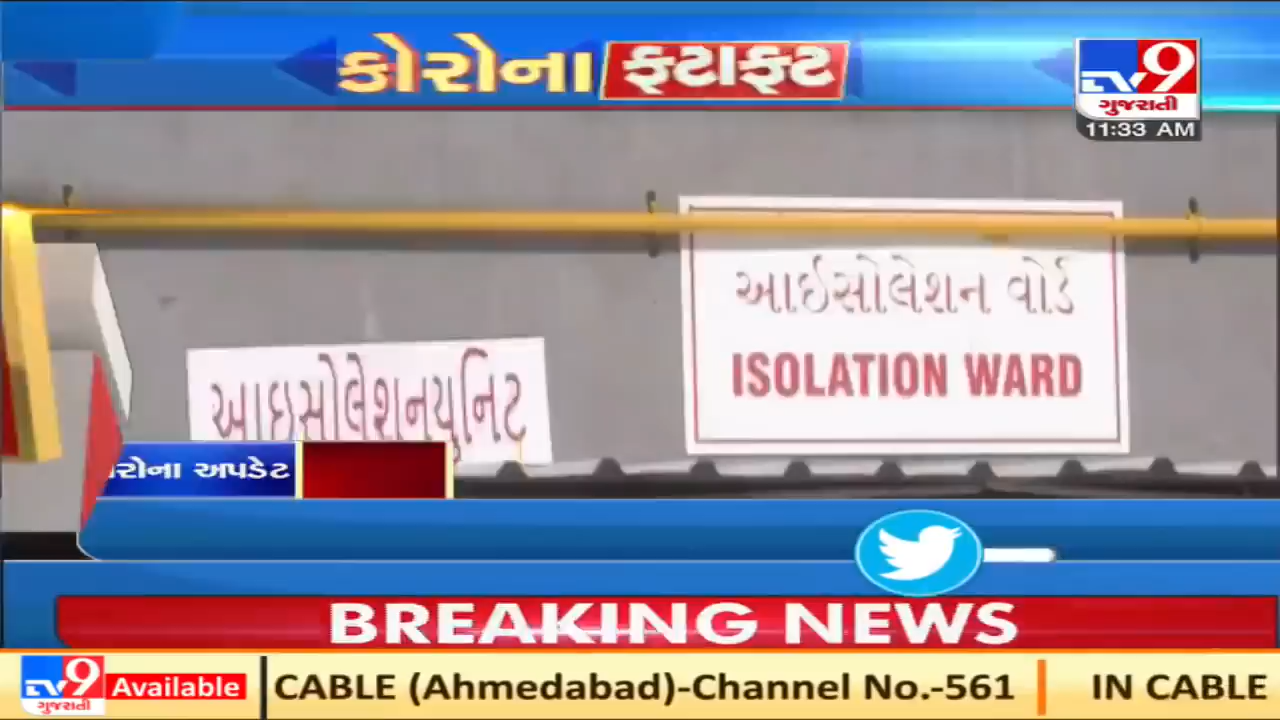 કોરોના ફટાફટ
TV9
ગુજરાતી
11:33 AM
આઈસોલેશન વોર્ડ
ISOLATION WARD
આઇસોલેશનયુનિટ
રોના અપડેટ
BREAKING NEWS
TV9
ગુજરાતી
Available
CABLE (Ahmedabad)-Channel No.-561
IN CABLE